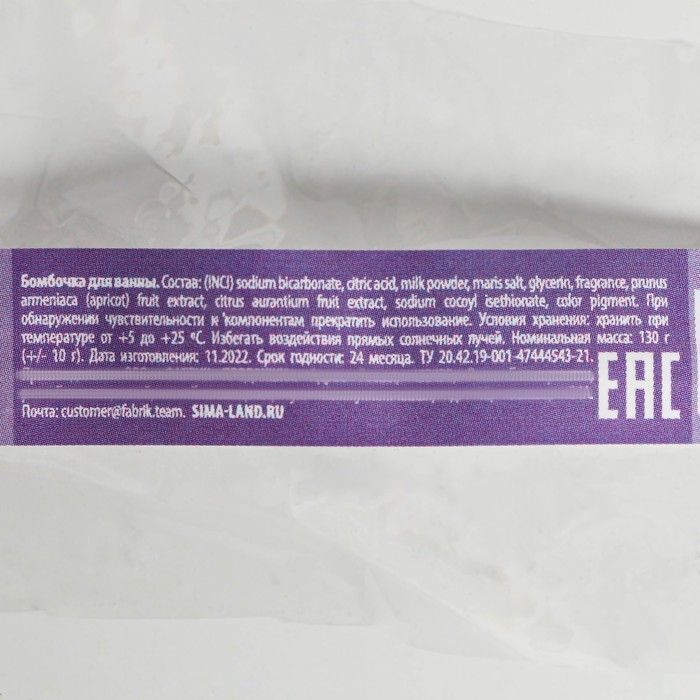 Бомбочка для ванны. Состав: (INCI) sodium bicarbonate, citric acid, milk powder, maris salt, glycerin, fragrance, prunus
armeniaca (apricot) fruit extract, citrus aurantium fruit extract, sodium cocoyl isethionate, color pigment. При
обнаружении чувствительности к компонентам прекратить использование. Условия хранения: хранить при
температуре от +5 до +25 °С. Избегать воздействия прямых солнечных лучей. Номинальная масса: 130 г
(+/- 10 г). Дата изготовления: 11.2022. Срок годности: 24 месяца. ТУ 20.42.19-001-47444543-21.
Почта: customer@fabrik.team. SIMA-LAND.RU
EAC